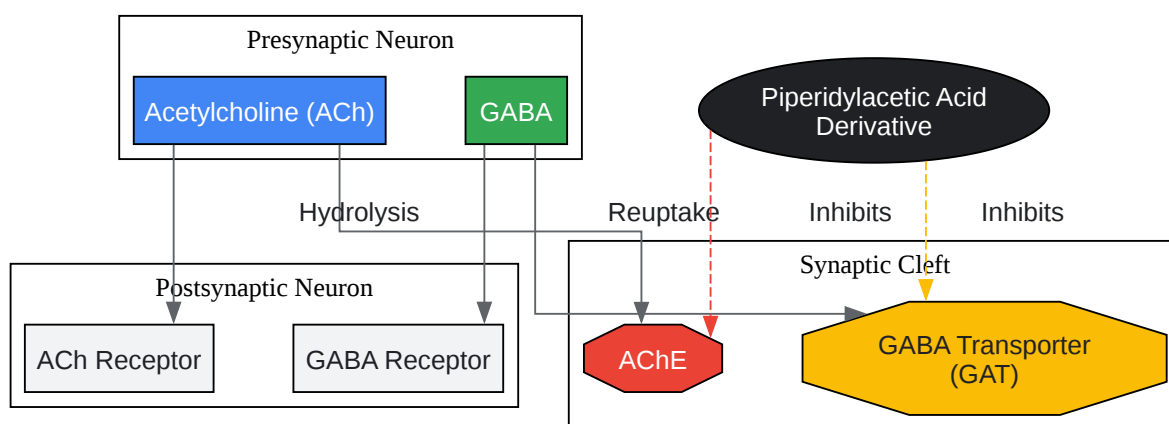 Presynaptic Neuron
Acetylcholine (ACh)
GABA
Piperidylacetic Acid
Derivative
Hydrolysis
Reuptake
Inhibits
Inhibits
Synaptic Cleft
Postsynaptic Neuron
ACh Receptor
GABA Receptor
AChE
GABA Transporter
(GAT)